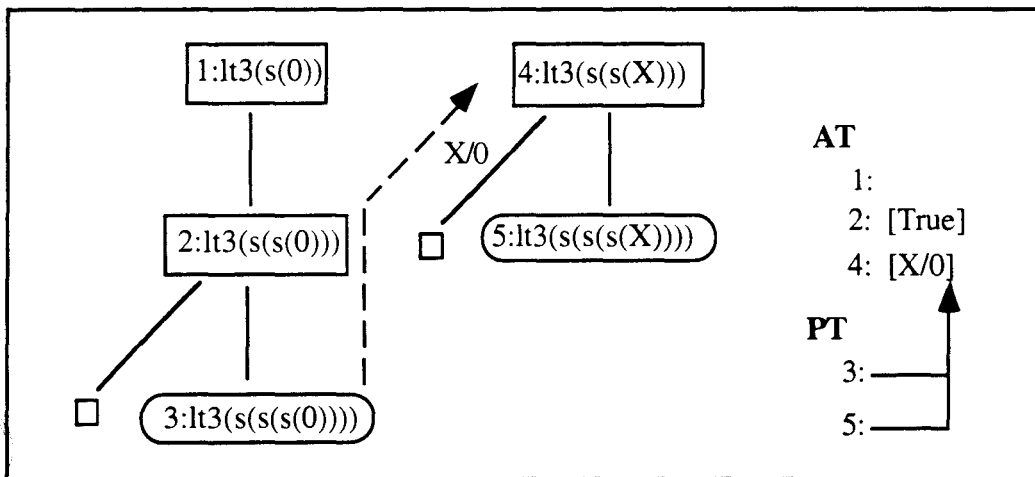 1:lt3(s(0))
4:lt3(s(s(X)))
X/0
AT
1:
2:lt3(s(s(0)))
5:lt3(s(s(s(X))))
2: [True]
4: [X/0]
PT
3:
3:lt3(s(s(s(0))))
5: